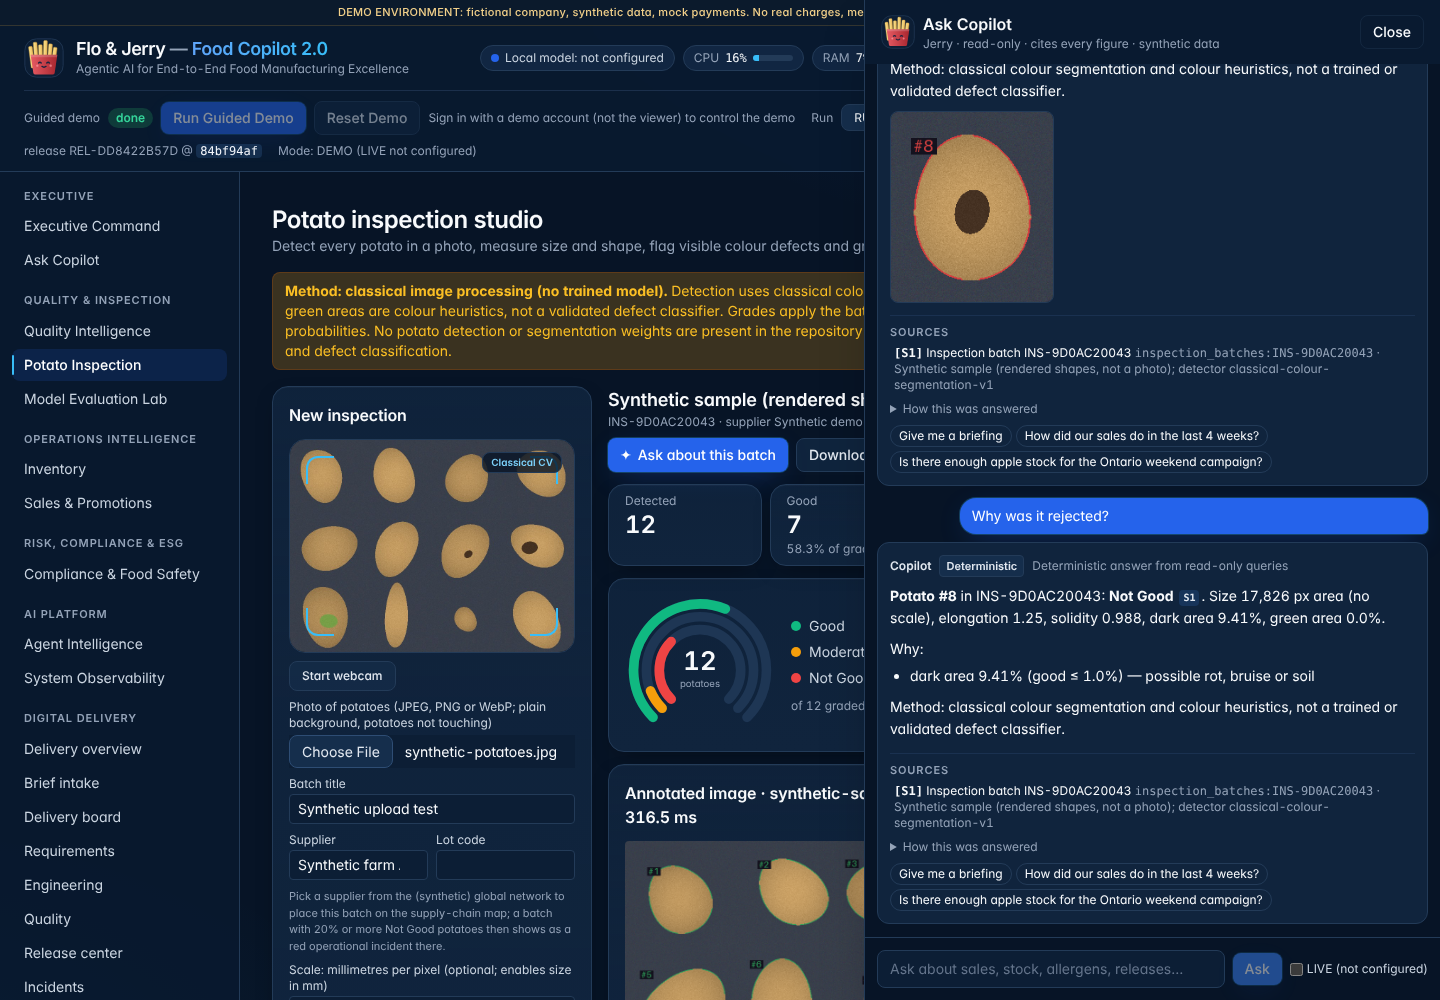 DEMO ENVIRONMENT: fictional company, synthetic data, mock payments. No real charges, me
Flo & Jerry — Food Copilot 2.0
Agentic AI for End-to-End Food Manufacturing Excellence
Local model: not configured
CPU 16%
RAM 79
Guided demo
done
Run Guided Demo
Reset Demo
Sign in with a demo account (not the viewer) to control the demo
Run
release REL-DD8422B57D @ 84bf94af
Mode: DEMO (LIVE not configured)
EXECUTIVE
Executive Command
Ask Copilot
QUALITY & INSPECTION
Quality Intelligence
Potato Inspection
Model Evaluation Lab
OPERATIONS INTELLIGENCE
Inventory
Sales & Promotions
RISK, COMPLIANCE & ESG
Compliance & Food Safety
AI PLATFORM
Agent Intelligence
System Observability
DIGITAL DELIVERY
Delivery overview
Brief intake
Delivery board
Requirements
Engineering
Quality
Release center
Incidents
Potato inspection studio
Detect every potato in a photo, measure size and shape, flag visible colour defects and gr
Method: classical image processing (no trained model). Detection uses classical colo
green areas are colour heuristics, not a validated defect classifier. Grades apply the bat
probabilities. No potato detection or segmentation weights are present in the repository
and defect classification.
New inspection
Classical CV
Start webcam
Photo of potatoes (JPEG, PNG or WebP; plain
background, potatoes not touching)
Choose File synthetic-potatoes.jpg
Batch title
Synthetic upload test
Supplier
Lot code
Synthetic farm
Pick a supplier from the (synthetic) global network to
place this batch on the supply-chain map; a batch
with 20% or more Not Good potatoes then shows as a
red operational incident there.
Scale: millimetres per pixel (optional; enables size
in mm)
Synthetic sample (rendered sh
INS-9D0AC20043 · supplier Synthetic demo
✦ Ask about this batch
Downloa
Detected
12
Good
7
58.3% of grad
12
potatoes
Good
Moderat
Not Goo
of 12 graded
Annotated image · synthetic-sa
316.5 ms
#1
#2
#3
#5
#6
Ask Copilot
Jerry · read-only · cites every figure · synthetic data
Close
Method: classical colour segmentation and colour heuristics, not a trained or
validated defect classifier.
#8
SOURCES
[S1] Inspection batch INS-9D0AC20043 inspection_batches:INS-9D0AC20043 ·
Synthetic sample (rendered shapes, not a photo); detector classical-colour-
segmentation-v1
▶ How this was answered
Give me a briefing
How did our sales do in the last 4 weeks?
Is there enough apple stock for the Ontario weekend campaign?
Why was it rejected?
Copilot Deterministic Deterministic answer from read-only queries
Potato #8 in INS-9D0AC20043: Not Good S1 . Size 17,826 px area (no
scale), elongation 1.25, solidity 0.988, dark area 9.41%, green area 0.0%.
Why:
• dark area 9.41% (good ≤ 1.0%) — possible rot, bruise or soil
Method: classical colour segmentation and colour heuristics, not a trained or
validated defect classifier.
SOURCES
[S1] Inspection batch INS-9D0AC20043 inspection_batches:INS-9D0AC20043 ·
Synthetic sample (rendered shapes, not a photo); detector classical-colour-
segmentation-v1
▶ How this was answered
Give me a briefing
How did our sales do in the last 4 weeks?
Is there enough apple stock for the Ontario weekend campaign?
Ask about sales, stock, allergens, releases...
Ask
LIVE (not configured)